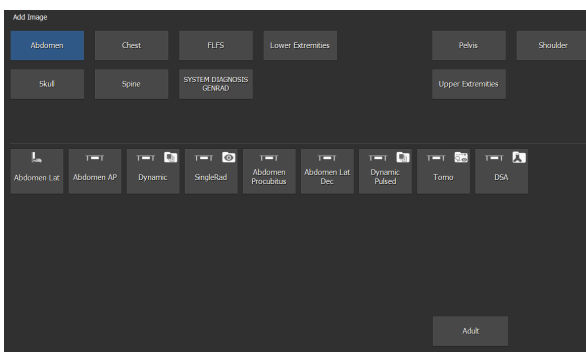 Add Image
Abdomen
Chest
FLFS
Lower Extremities
Pelvis
Shoulder
Skull
Spine
SYSTEM DIAGNOSIS
GENRAD
Upper Extremities
Abdomen Lat
Abdomen AP
Dynamic
SingleRad
Abdomen
Procubitus
Abdomen Lat
Dec
Dynamic
Pulsed
Tomo
DSA
Adult